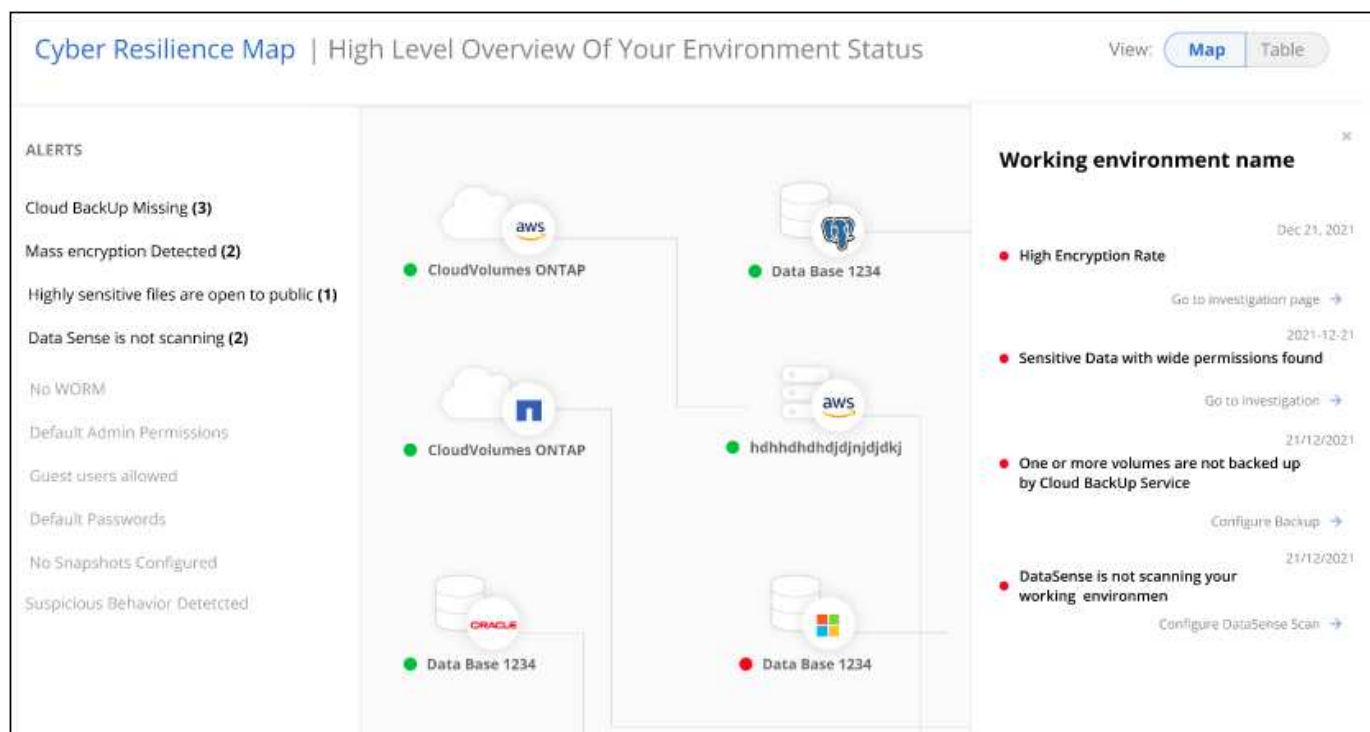 Cyber Resilience Map | High Level Overview Of Your Environment Status
View: Map Table
ALERTS
Cloud BackUp Missing (3)
Mass encryption Detected (2)
Highly sensitive files are open to public (1)
Data Sense is not scanning (2)
No WORM
Default Admin Permissions
Guest users allowed
Default Passwords
No Snapshots Configured
Suspicious Behavior Detetcted
aws
CloudVolumes ONTAP
Data Base 1234
CloudVolumes ONTAP
aws
hdhhdhdhdjdjnjdjdkj
ORACLE
Data Base 1234
Data Base 1234
×
Working environment name
Dec 21, 2021
High Encryption Rate
Go to investigation page →
2021-12-21
Sensitive Data with wide permissions found
Go to investigation →
21/12/2021
One or more volumes are not backed up
by Cloud BackUp Service
Configure Backup →
21/12/2021
DataSense is not scanning your
working environmen
Configure DataSense Scan →